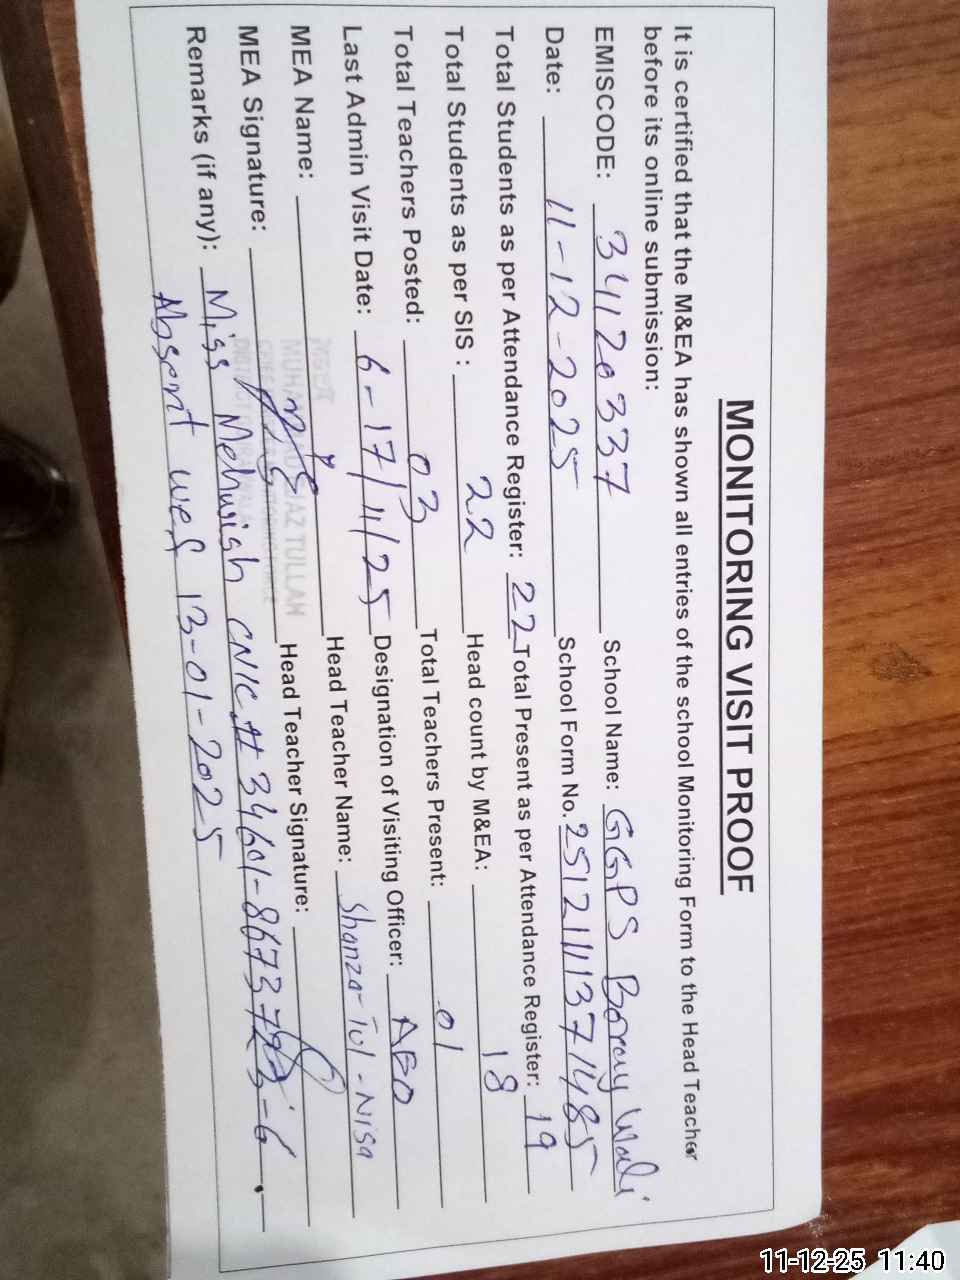 MONITORING VISIT PROOF
It is certified that the M&EA has shown all entries of the school Monitoring Form to the Head Teacher
before its online submission:
EMISCODE: 34120337 School Name: GGPS Boray Wali
Date: 11-12-2025 School Form No. 25121111371485
Total Students as per Attendance Register: 22 Total Present as per Attendance Register: 19
Total Students as per SIS : 22 Head count by M&EA: 18
Total Teachers Posted: 03 Total Teachers Present: 01
Last Admin Visit Date: 6-17/4/25 Designation of Visiting Officer: AEO
MEA Name: Head Teacher Name: Shanza-Tul-Nisa
MEA Signature: Head Teacher Signature:
Remarks (if any): Miss Mehwish CNIC # 34601-8673 -6
Absent wef 13-01-2025
11-12-25 11:40